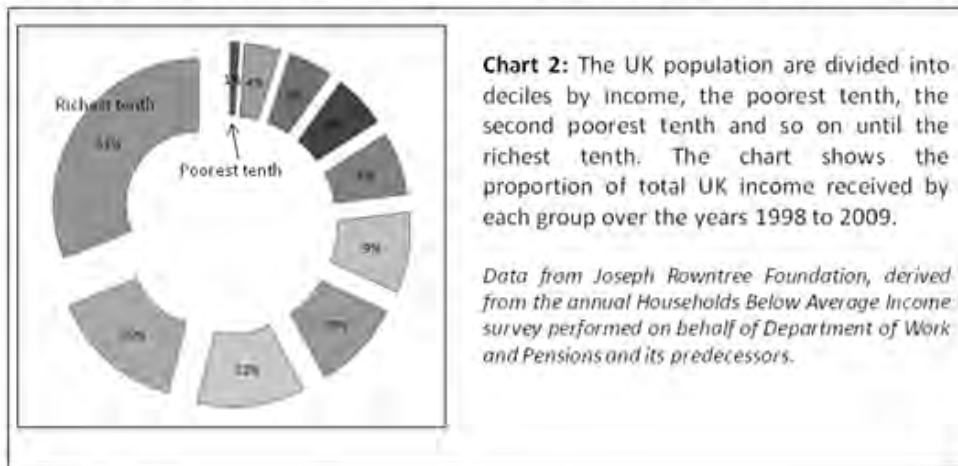 Richest tenth
4%
Poorest tenth
9%
12%
Chart 2: The UK population are divided into
deciles by income, the poorest tenth, the
second poorest tenth and so on until the
richest tenth. The chart shows the
proportion of total UK income received by
each group over the years 1998 to 2009.
Data from Joseph Rowntree Foundation, derived
from the annual Households Below Average Income
survey performed on behalf of Department of Work
and Pensions and its predecessors.